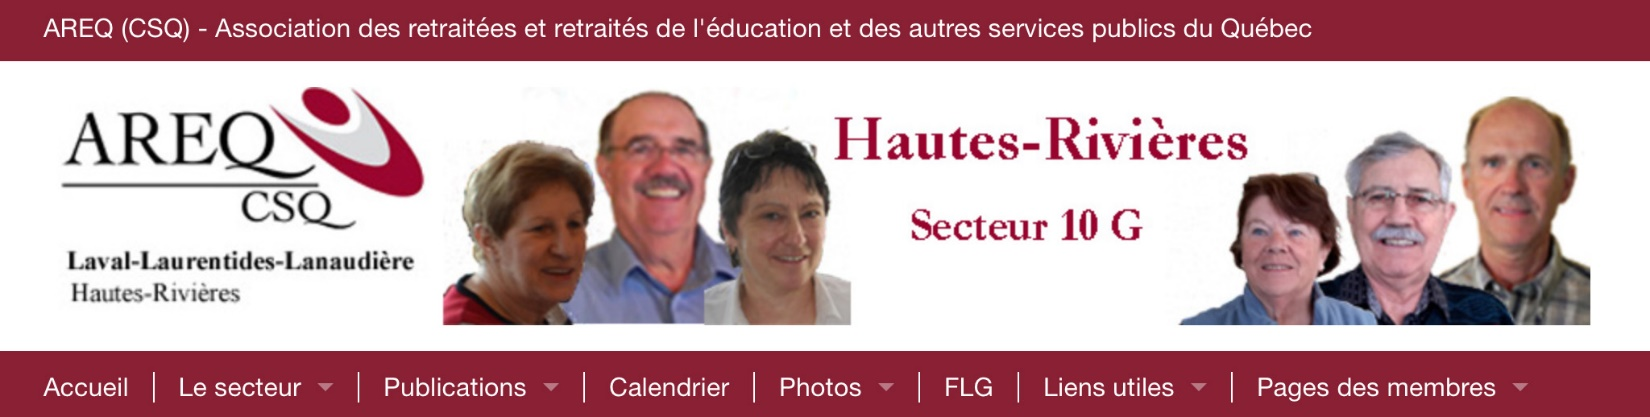 AREQ (CSQ) - Association des retraitées et retraités de l'éducation et des autres services publics du Québec
AREQ
CSQ
Laval-Laurentides-Lanaudière
Hautes-Rivières
Hautes-Rivières
Secteur 10 G
Accueil
Le secteur
Publications
Calendrier
Photos
FLG
Liens utiles
Pages des membres